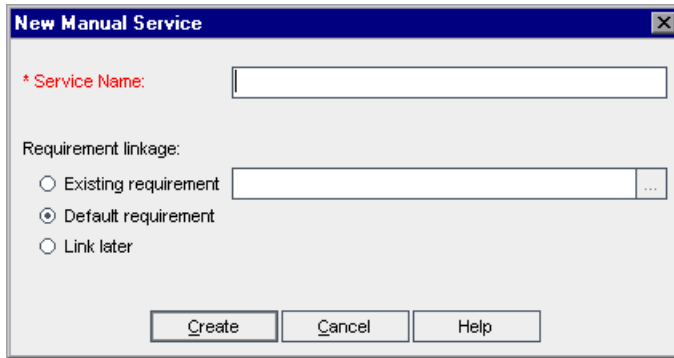 New Manual Service
* Service Name:
Requirement linkage:
Existing requirement ...
Default requirement
Link later
Create Cancel Help